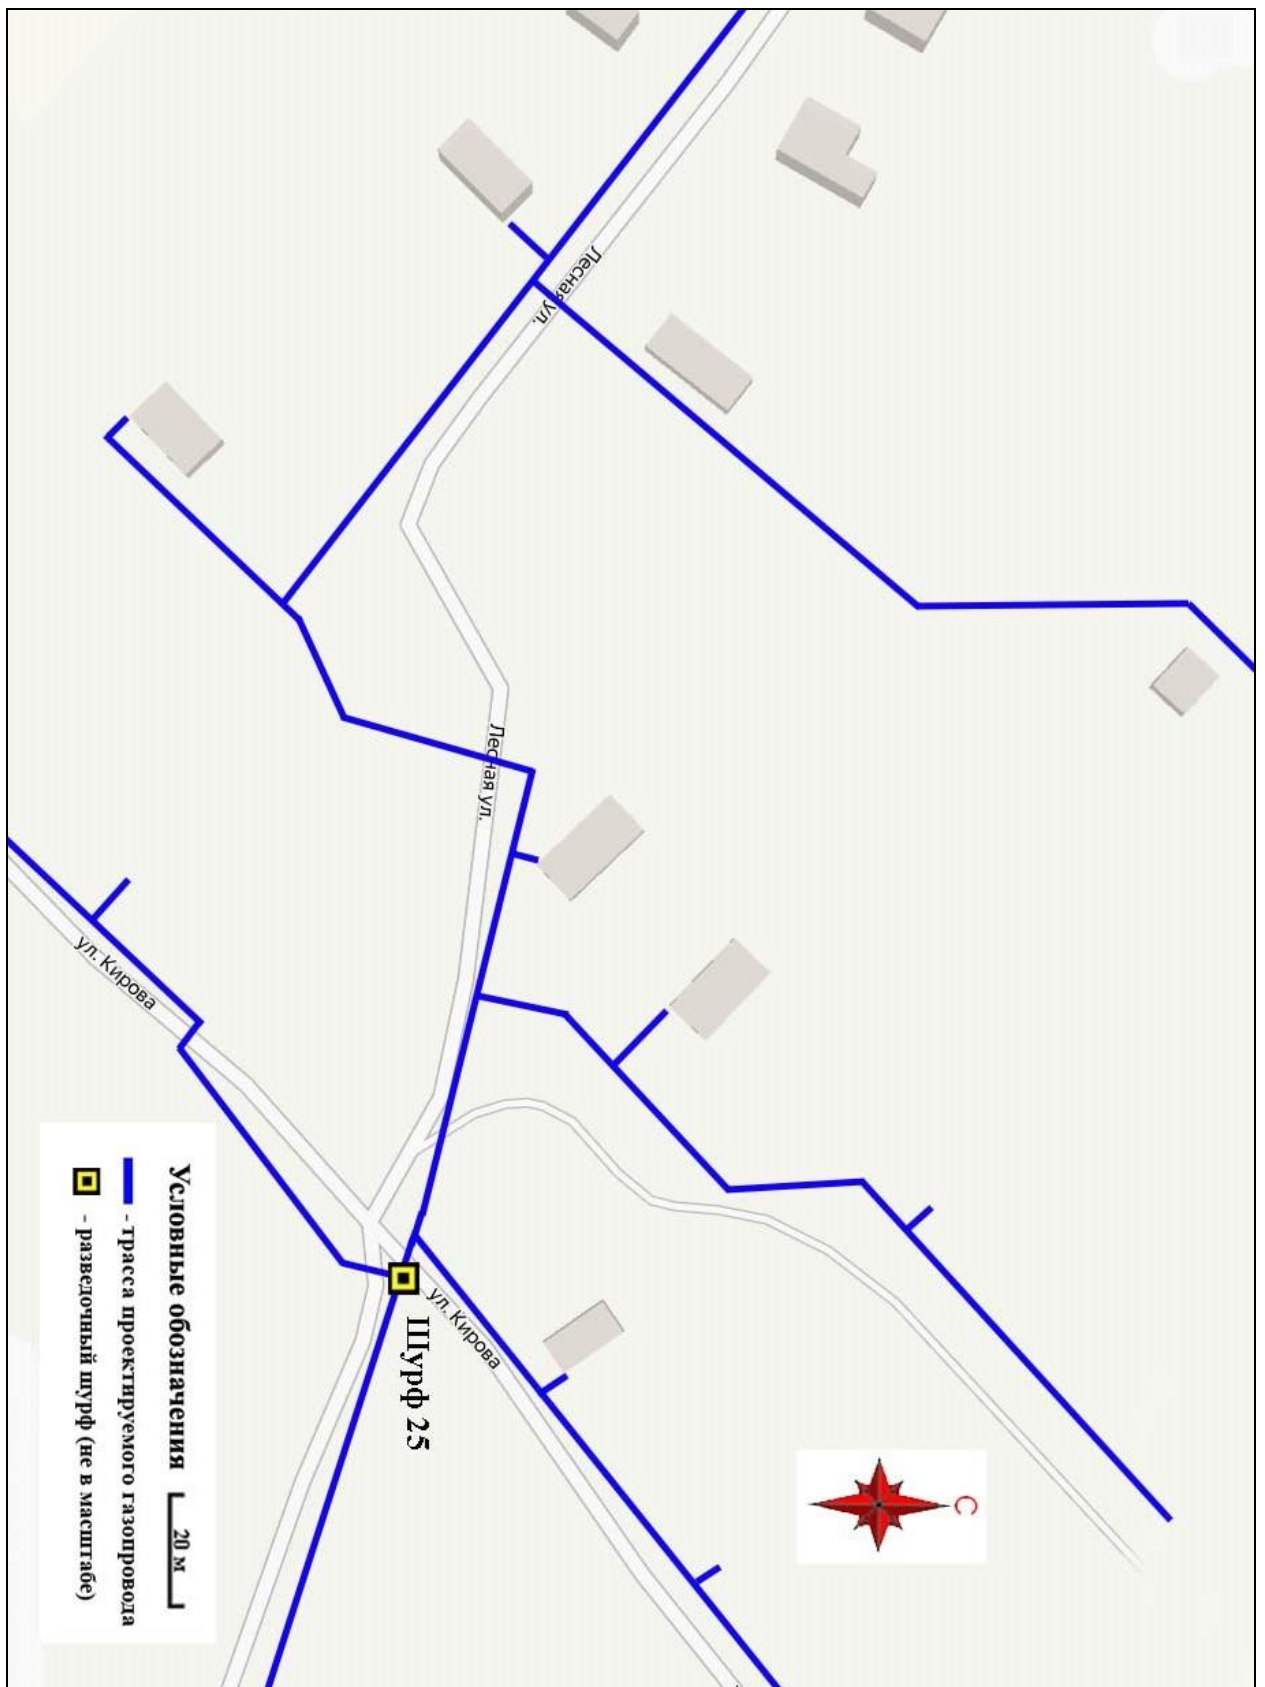 Лесная ул.
Лесная ул.
ул. Кирова
ул. Кирова
Шурф 25
С
Условные обозначения
20 м
- трасса проектируемого газопровода
- разведочный шурф (не в масштабе)